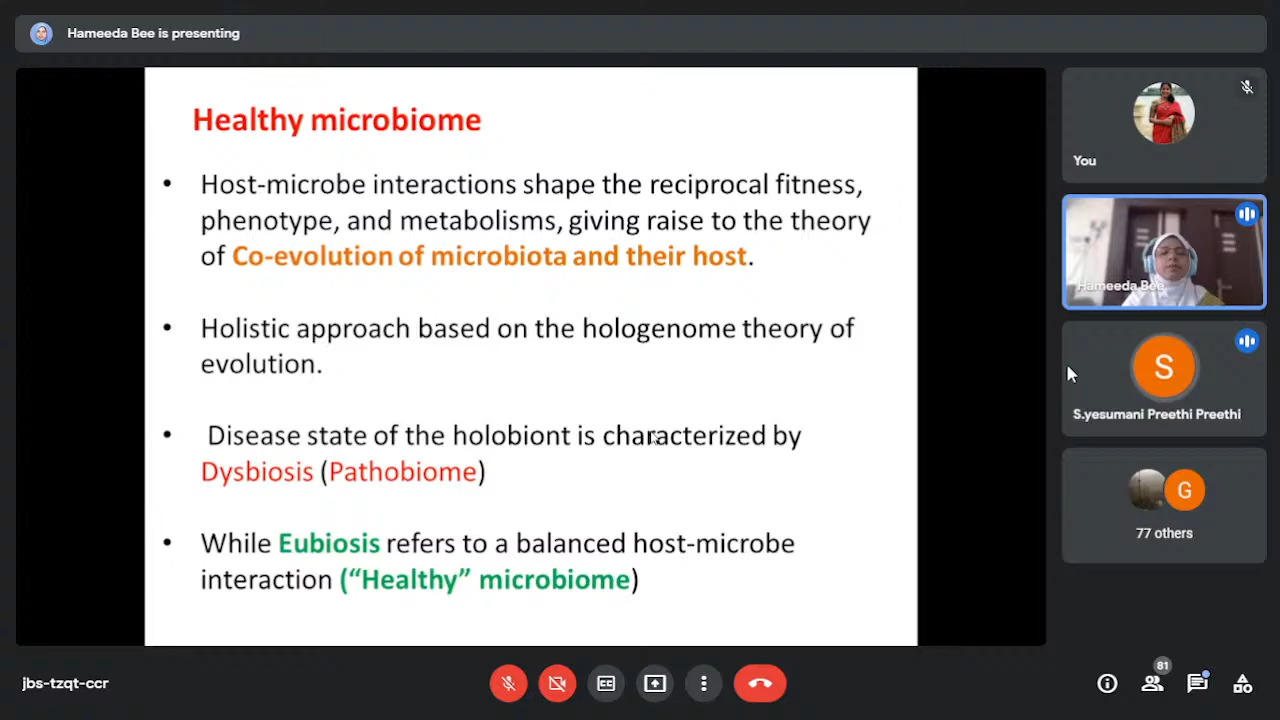 Hameeda Bee is presenting
Healthy microbiome
• Host-microbe interactions shape the reciprocal fitness,
phenotype, and metabolisms, giving raise to the theory
of Co-evolution of microbiota and their host.
• Holistic approach based on the hologenome theory of
evolution.
• Disease state of the holobiont is characterized by
Dysbiosis (Pathobiome)
• While Eubiosis refers to a balanced host-microbe
interaction (“Healthy” microbiome)
You
Hameeda Bee
S
S.yesumani Preethi Preethi
G
77 others
jbs-tzqt-ccr
CC
81